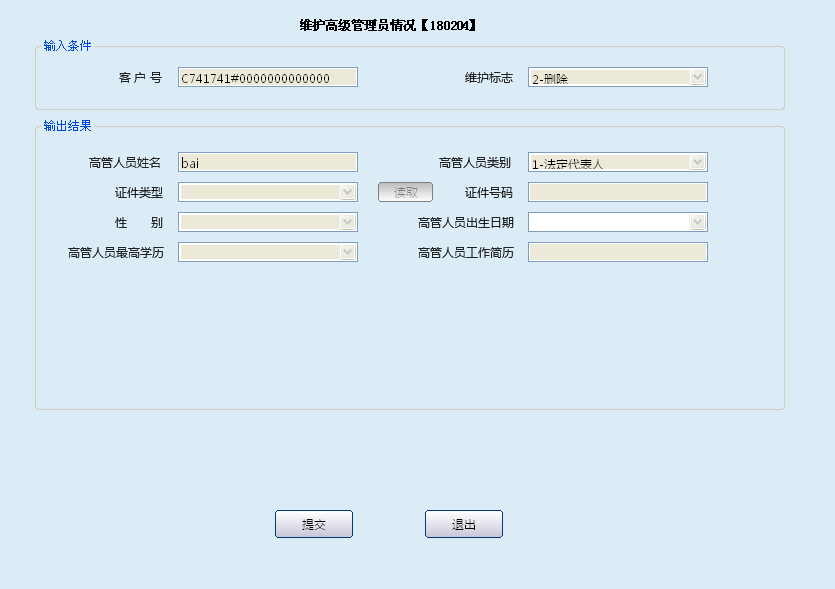 维护高级管理员情况【180204】
输入条件
客 户 号 C741741#0000000000000 维护标志 2-删除
输出结果
高管人员姓名 bai 高管人员类别 1-法定代表人
证件类型 读取 证件号码
性 别 高管人员出生日期
高管人员最高学历 高管人员工作简历
提交 退出